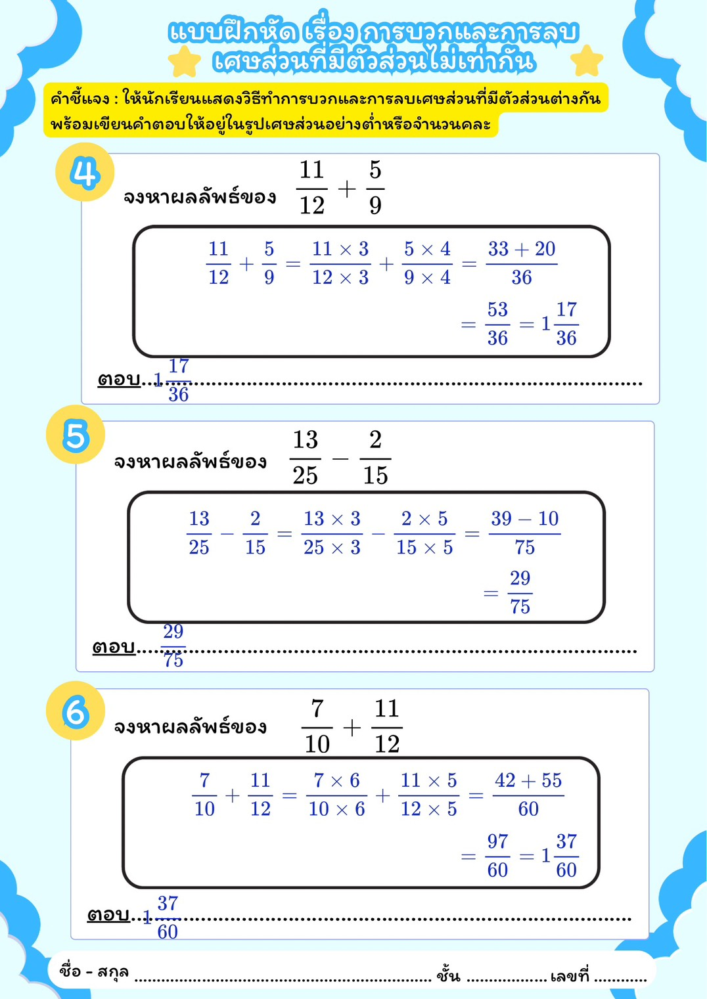 แบบฝึกหัด เรื่อง การบวกและการลบ
เศษส่วนที่มีตัวส่วนไม่เท่ากัน
คำชี้แจง : ให้นักเรียนแสดงวิธีทำการบวกและการลบเศษส่วนที่มีตัวส่วนต่างกัน
พร้อมเขียนคำตอบให้อยู่ในรูปเศษส่วนอย่างต่ำหรือจำนวนคละ
4
จงหาผลลัพธ์ของ 11/12 + 5/9
11/12 + 5/9 = (11 × 3)/(12 × 3) + (5 × 4)/(9 × 4) = (33 + 20)/36
= 53/36 = 1 17/36
ตอบ 1 17/36
5
จงหาผลลัพธ์ของ 13/25 − 2/15
13/25 − 2/15 = (13 × 3)/(25 × 3) − (2 × 5)/(15 × 5) = (39 − 10)/75
= 29/75
ตอบ 29/75
6
จงหาผลลัพธ์ของ 7/10 + 11/12
7/10 + 11/12 = (7 × 6)/(10 × 6) + (11 × 5)/(12 × 5) = (42 + 55)/60
= 97/60 = 1 37/60
ตอบ 1 37/60
ชื่อ - สกุล ........................ ชั้น ............ เลขที่ ............